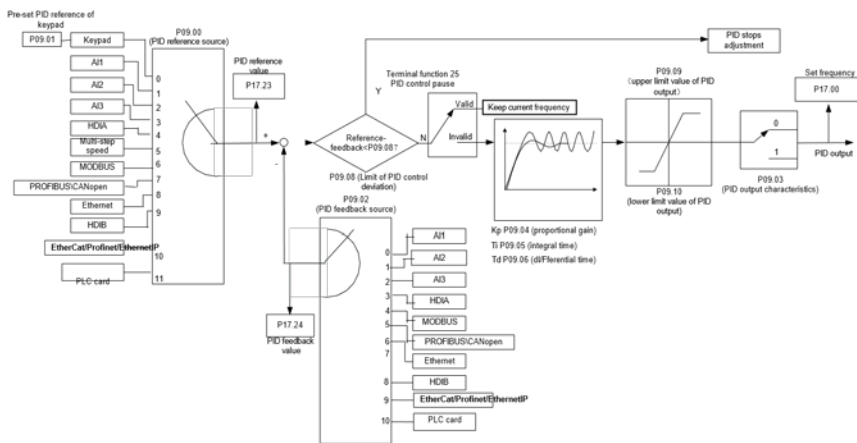 Pre-set PID reference of
keypad
P09.01
Keypad
AI1
AI2
AI3
HDIA
Multi-step
speed
MODBUS
PROFIBUS\CANopen
Ethernet
HDIB
EtherCat/Profinet/EthernetIP
PLC card
P09.00
(PID reference source)
0
1
2
3
4
5
6
7
8
9
10
11
PID reference
value
P17.23
+
-
P17.24
PID feedback
value
Reference-
feedback<P09.08?
Y
N
P09.08 (Limit of PID control
deviation)
P09.02
(PID feedback source)
0
1
2
3
4
5
6
7
8
9
10
AI1
AI2
AI3
HDIA
MODBUS
PROFIBUS\CANopen
Ethernet
HDIB
EtherCat/Profinet/EthernetIP
PLC card
Terminal function 25
PID control pause
Valid
Invalid
Keep current frequency
Kp P09.04 (proportional gain)
Ti P09.05 (integral time)
Td P09.06 (dI/Fferential time)
PID stops
adjustment
P09.09
(upper limit value of PID
output)
P09.10
(lower limit value of PID
output)
0
1
P09.03
(PID output characteristics)
Set frequency
P17.00
PID output